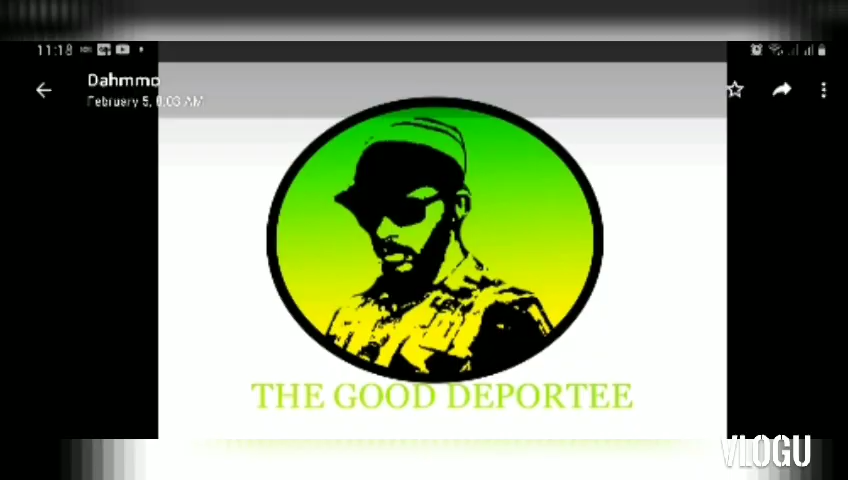 11:18
Dahmmo
February 5, 8:03 AM
THE GOOD DEPORTEE
VLOGU